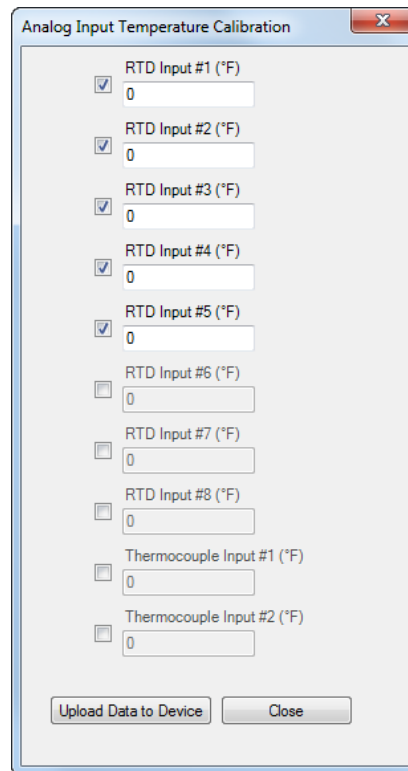 Analog Input Temperature Calibration
RTD Input #1 (°F)
0
RTD Input #2 (°F)
0
RTD Input #3 (°F)
0
RTD Input #4 (°F)
0
RTD Input #5 (°F)
0
RTD Input #6 (°F)
0
RTD Input #7 (°F)
0
RTD Input #8 (°F)
0
Thermocouple Input #1 (°F)
0
Thermocouple Input #2 (°F)
0
Upload Data to Device Close